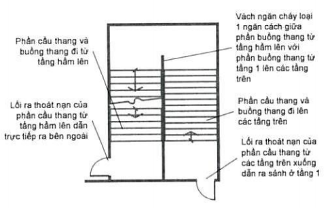 Phần cầu thang và
buồng thang đi từ
tầng hầm lên
Lối ra thoát nạn của
phần cầu thang từ
tầng hầm lên dẫn
trực tiếp ra bên ngoài
Vách ngăn cháy loại
1 ngăn cách giữa
phần buồng thang từ
tầng hầm lên với
phần buồng thang từ
tầng 1 lên các tầng
trên
Phần cầu thang và
buồng thang đi lên
các tầng trên
Lối ra thoát nạn của
phần cầu thang từ
các tầng trên xuống
dẫn ra sảnh ở tầng 1